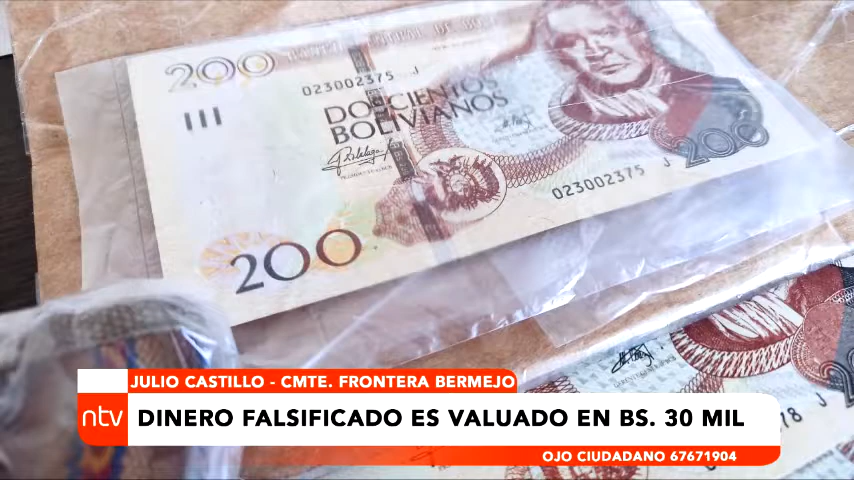 200
023002375 J
III
DOSCIENTOS
BOLIVIANOS
200
023002375 J
200
JULIO CASTILLO - CMTE. FRONTERA BERMEJO
ntv
DINERO FALSIFICADO ES VALUADO EN BS. 30 MIL
OJO CIUDADANO 67671904